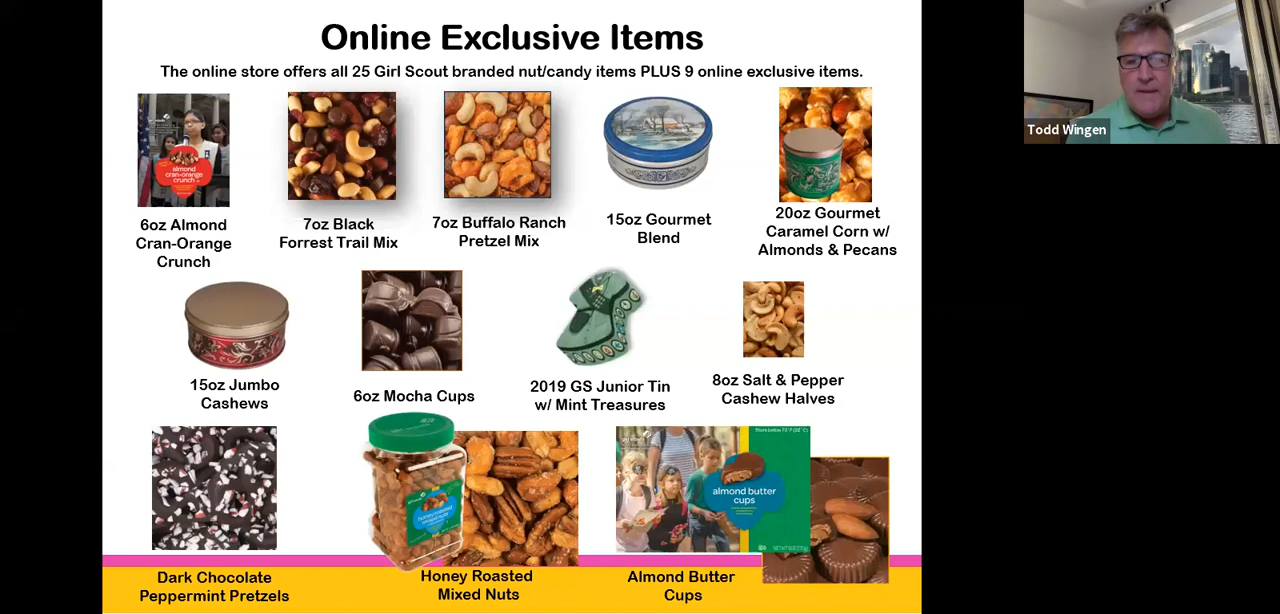 Online Exclusive Items
The online store offers all 25 Girl Scout branded nut/candy items PLUS 9 online exclusive items.
Todd Wingen
almond
cran-orange
crunch
6oz Almond
Cran-Orange
Crunch
7oz Black
Forrest Trail Mix
7oz Buffalo Ranch
Pretzel Mix
15oz Gourmet
Blend
20oz Gourmet
Caramel Corn w/
Almonds & Pecans
15oz Jumbo
Cashews
6oz Mocha Cups
2019 GS Junior Tin
w/ Mint Treasures
8oz Salt & Pepper
Cashew Halves
honey roasted
almond butter
cups
Dark Chocolate
Peppermint Pretzels
Honey Roasted
Mixed Nuts
Almond Butter
Cups